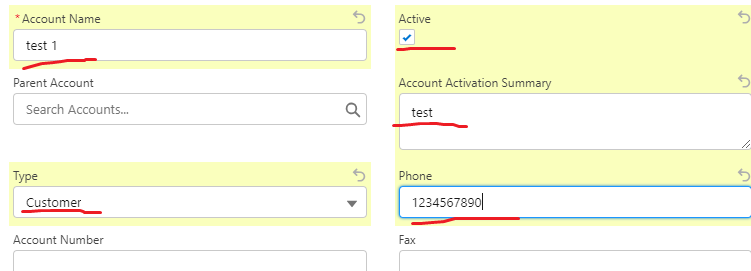 *Account Name
test 1
Parent Account
Search Accounts...
Type
Customer
Account Number
Active
Account Activation Summary
test
Phone
1234567890
Fax